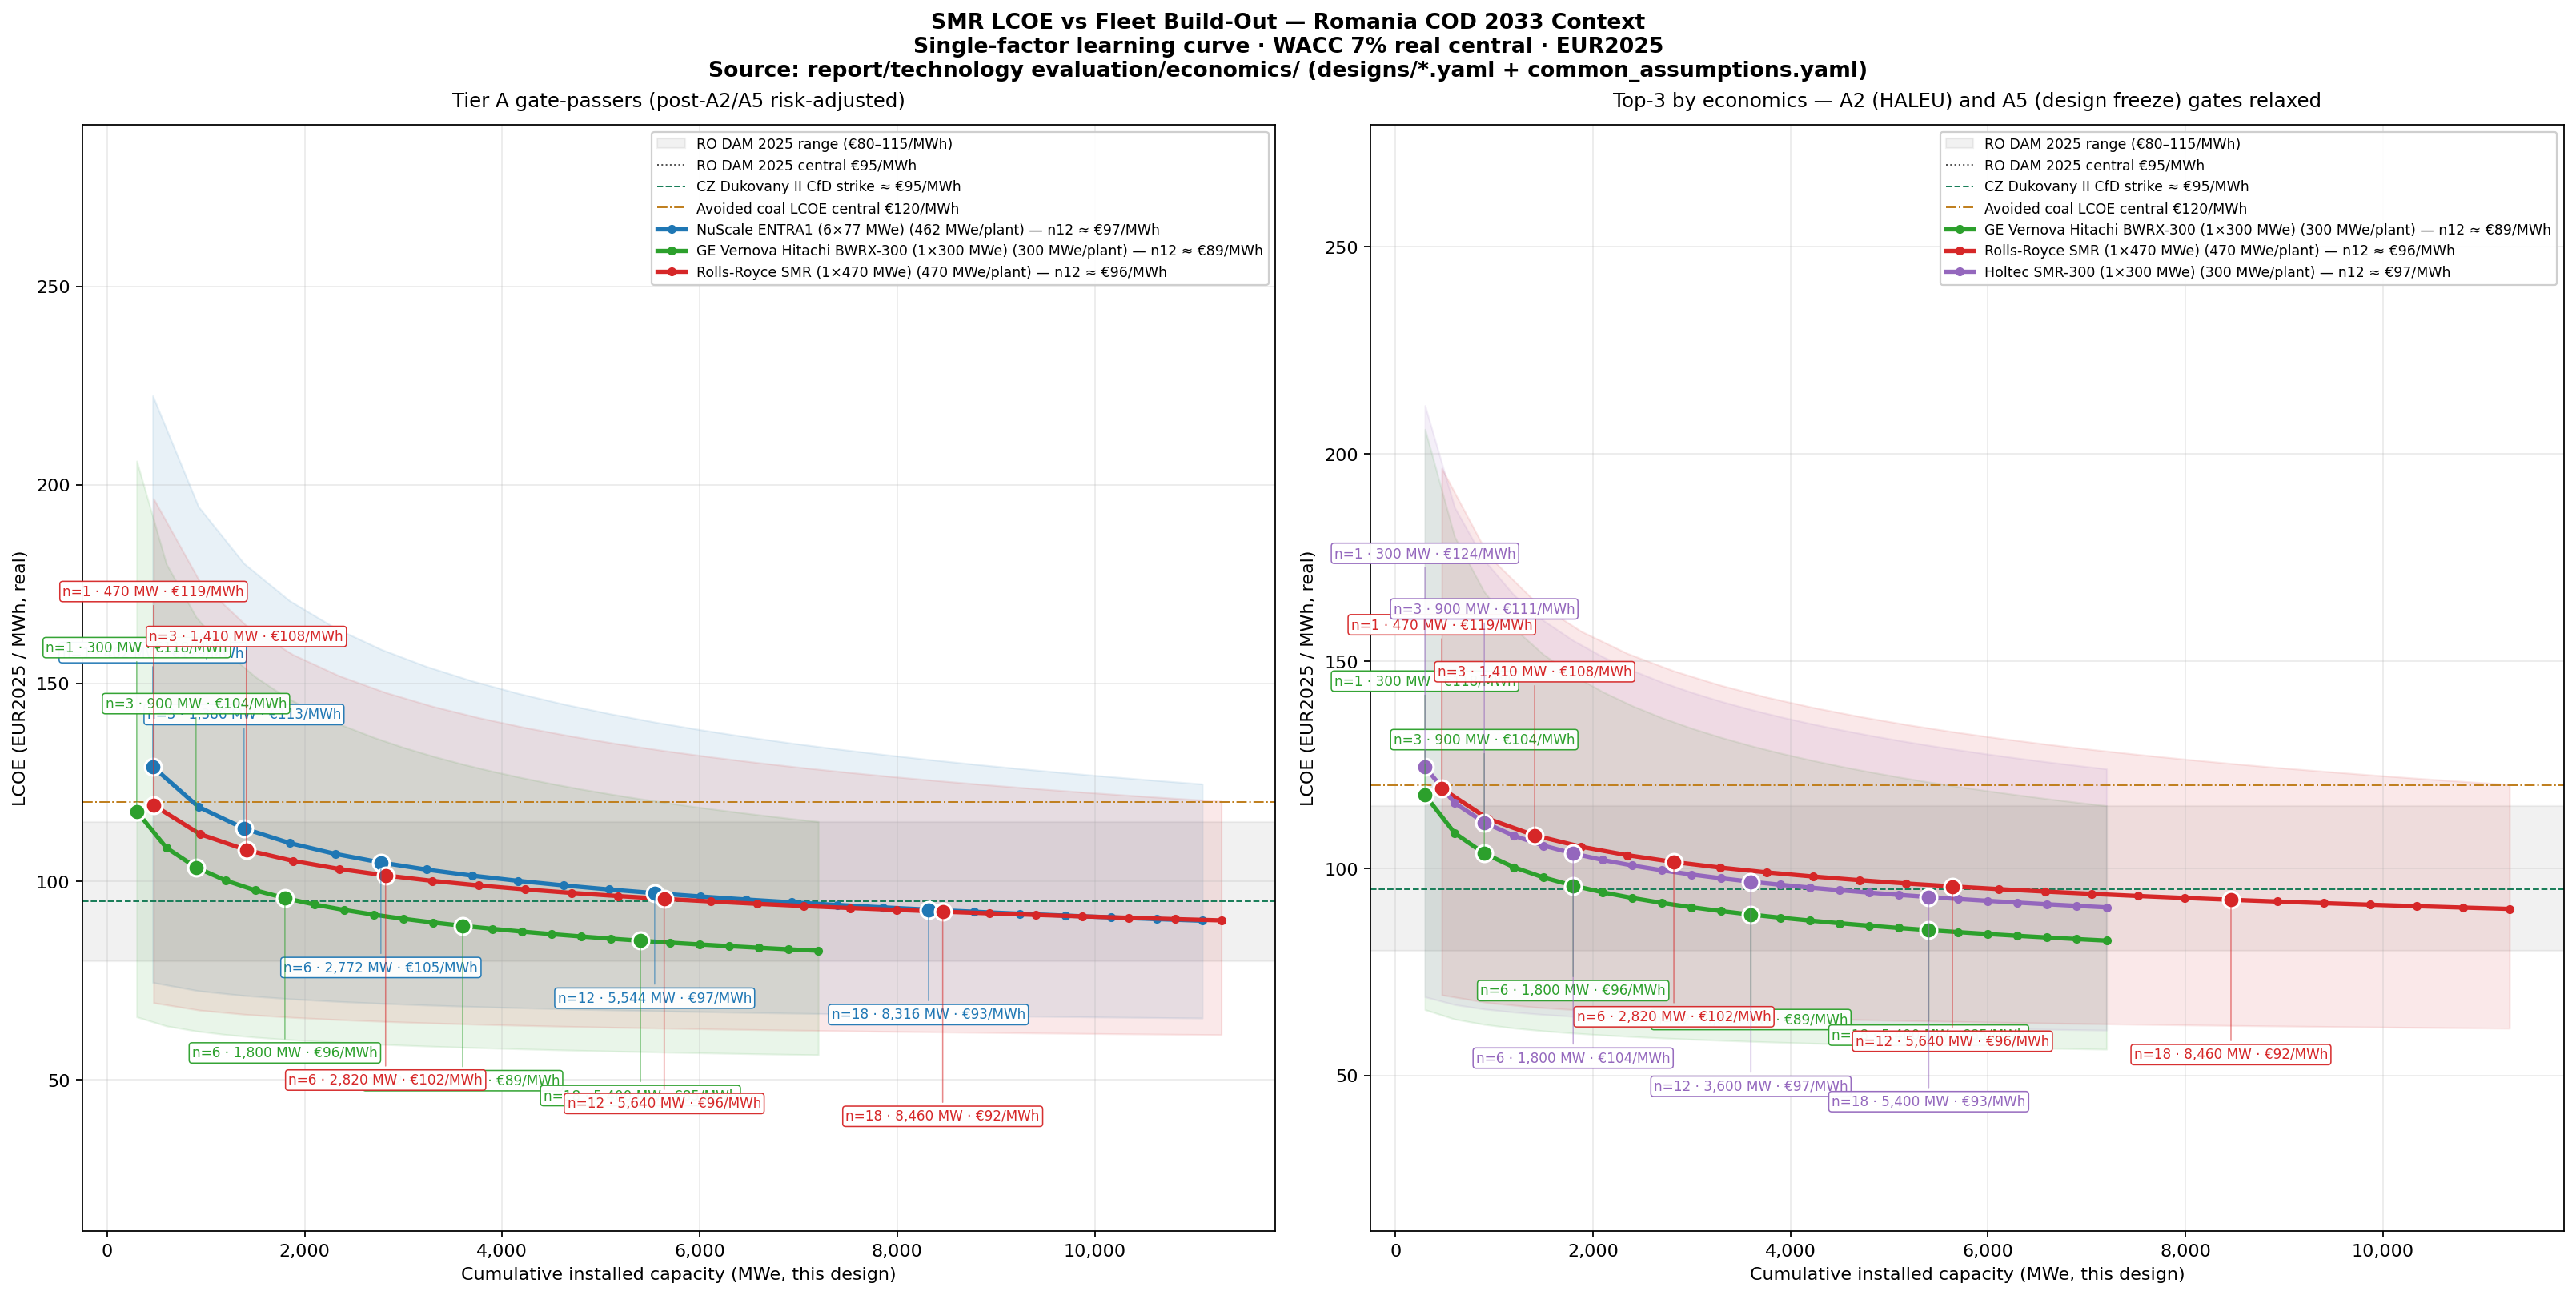 SMR LCOE vs Fleet Build-Out — Romania COD 2033 Context
Single-factor learning curve · WACC 7% real central · EUR2025
Source: report/technology evaluation/economics/ (designs/*.yaml + common_assumptions.yaml)
Tier A gate-passers (post-A2/A5 risk-adjusted)
RO DAM 2025 range (€80–115/MWh)
RO DAM 2025 central €95/MWh
CZ Dukovany II CfD strike ≈ €95/MWh
Avoided coal LCOE central €120/MWh
NuScale ENTRA1 (6×77 MWe) (462 MWe/plant) — n12 ≈ €97/MWh
GE Vernova Hitachi BWRX-300 (1×300 MWe) (300 MWe/plant) — n12 ≈ €89/MWh
Rolls-Royce SMR (1×470 MWe) (470 MWe/plant) — n12 ≈ €96/MWh
250
200
150
100
50
LCOE (EUR2025 / MWh, real)
n=1 · 470 MW · €119/MWh
n=3 · 1,410 MW · €108/MWh
n=1 · 300 MW · €118/MWh
n=3 · 900 MW · €104/MWh
€113/MWh
n=6 · 2,772 MW · €105/MWh
n=12 · 5,544 MW · €97/MWh
n=18 · 8,316 MW · €93/MWh
n=6 · 1,800 MW · €96/MWh
n=6 · 2,820 MW · €102/MWh
· €89/MWh
n=12 · 5,640 MW · €96/MWh
n=18 · 8,460 MW · €92/MWh
0
2,000
4,000
6,000
8,000
10,000
Cumulative installed capacity (MWe, this design)
Top-3 by economics — A2 (HALEU) and A5 (design freeze) gates relaxed
RO DAM 2025 range (€80–115/MWh)
RO DAM 2025 central €95/MWh
CZ Dukovany II CfD strike ≈ €95/MWh
Avoided coal LCOE central €120/MWh
GE Vernova Hitachi BWRX-300 (1×300 MWe) (300 MWe/plant) — n12 ≈ €89/MWh
Rolls-Royce SMR (1×470 MWe) (470 MWe/plant) — n12 ≈ €96/MWh
Holtec SMR-300 (1×300 MWe) (300 MWe/plant) — n12 ≈ €97/MWh
250
200
150
100
50
LCOE (EUR2025 / MWh, real)
n=1 · 300 MW · €124/MWh
n=3 · 900 MW · €111/MWh
n=1 · 470 MW · €119/MWh
n=3 · 1,410 MW · €108/MWh
n=1 · 300 MW
n=3 · 900 MW · €104/MWh
n=6 · 1,800 MW · €96/MWh
n=6 · 2,820 MW · €102/MWh
· €89/MWh
n=12 · 5,640 MW · €96/MWh
n=18 · 8,460 MW · €92/MWh
n=6 · 1,800 MW · €104/MWh
n=12 · 3,600 MW · €97/MWh
n=18 · 5,400 MW · €93/MWh
0
2,000
4,000
6,000
8,000
10,000
Cumulative installed capacity (MWe, this design)